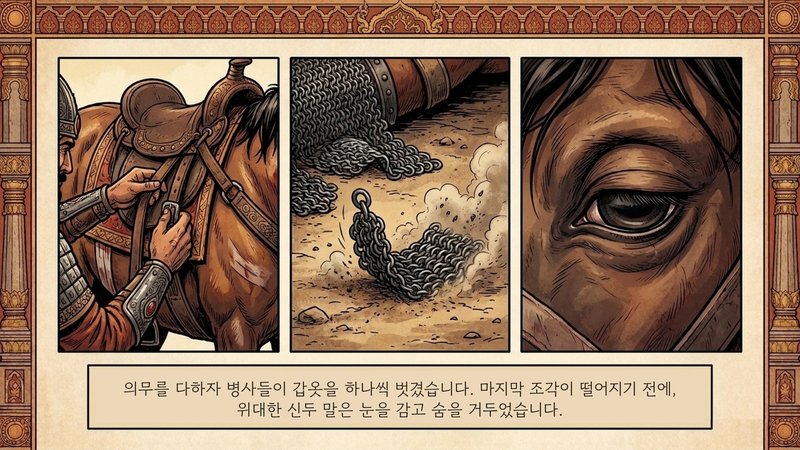 의무를 다하자 병사들이 갑옷을 하나씩 벗겼습니다. 마지막 조각이 떨어지기 전에,
위대한 신두 말은 눈을 감고 숨을 거두었습니다.